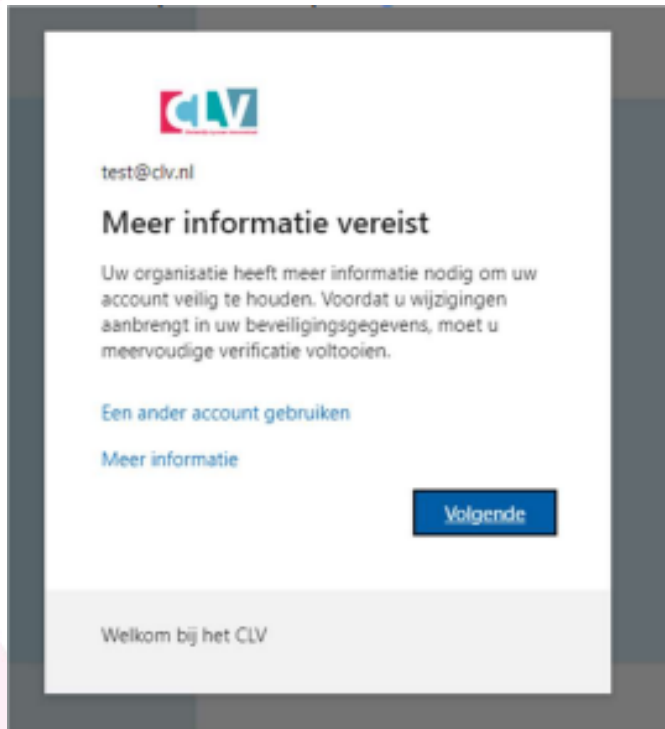 CLV
test@clv.nl
Meer informatie vereist
Uw organisatie heeft meer informatie nodig om uw
account veilig te houden. Voordat u wijzigingen
aanbrengt in uw beveiligingsgegevens, moet u
meervoudige verificatie voltooien.
Een ander account gebruiken
Meer informatie
Volgende
Welkom bij het CLV